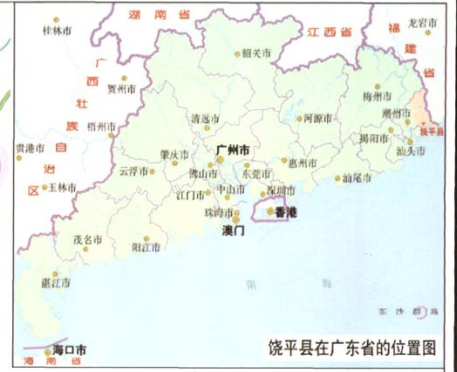 湖南省
江西省
福建省
龙岩市
桂林市
韶关市
广西壮族自治区
贺州市
梅州市
潮州市
饶平县
清远市
河源市
梧州市
揭阳市
汕头市
贵港市
广州市
肇庆市
惠州市
云浮市
佛山市
东莞市
汕尾市
玉林市
江门市
中山市
深圳市
珠海市
香港
澳门
茂名市
阳江市
湛江市
南海
东沙群岛
海口市
海南省
饶平县在广东省的位置图